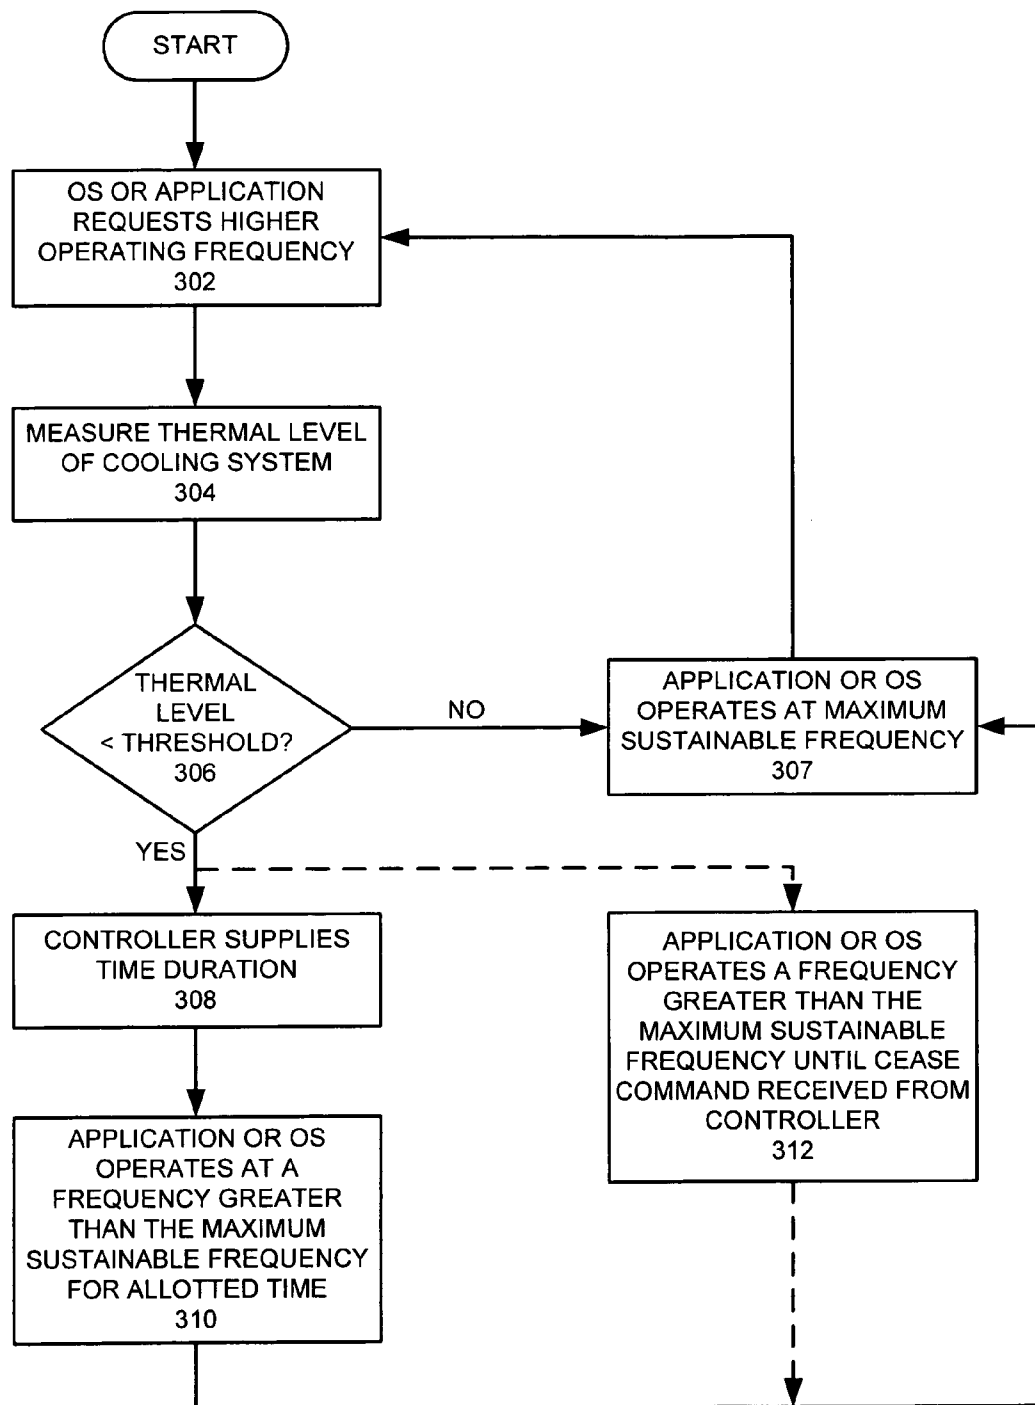 START
OS OR APPLICATION
REQUESTS HIGHER
OPERATING FREQUENCY
302
MEASURE THERMAL LEVEL
OF COOLING SYSTEM
304
THERMAL
LEVEL
< THRESHOLD?
306
NO
APPLICATION OR OS
OPERATES AT MAXIMUM
SUSTAINABLE FREQUENCY
307
YES
CONTROLLER SUPPLIES
TIME DURATION
308
APPLICATION OR OS
OPERATES A FREQUENCY
GREATER THAN THE
MAXIMUM SUSTAINABLE
FREQUENCY UNTIL CEASE
COMMAND RECEIVED FROM
CONTROLLER
312
APPLICATION OR OS
OPERATES AT A
FREQUENCY GREATER
THAN THE MAXIMUM
SUSTAINABLE FREQUENCY
FOR ALLOTTED TIME
310